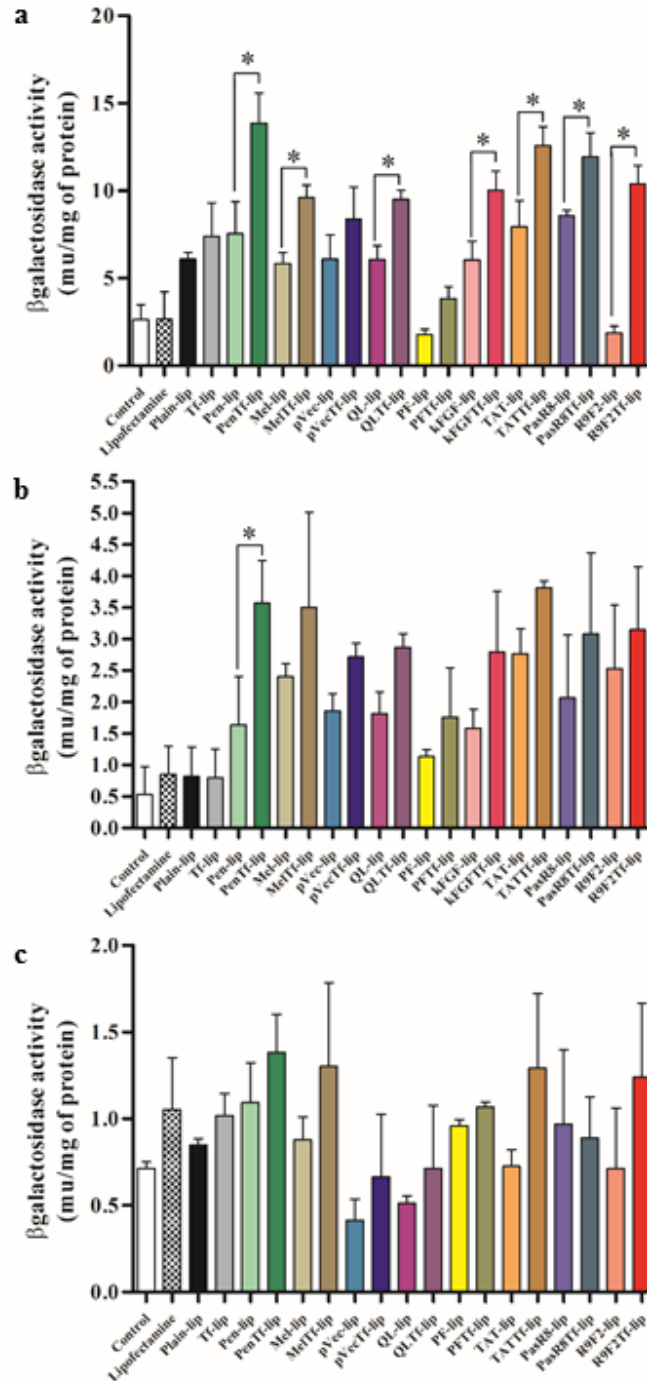 a
βgalactosidase activity
(mu/mg of protein)
20
15
10
5
0
*
*
*
*
*
*
*
Control
Lipofectamine
Plain-lip
Tf-lip
Pen-lip
PenTf-lip
Mel-lip
MelTf-lip
pVec-lip
pVecTf-lip
QL-lip
QLTf-lip
PF-lip
PFTf-lip
kFGF-lip
kFGFTf-lip
TAT-lip
TATTf-lip
PasR8-lip
PasR8Tf-lip
R9F2-lip
R9F2Tf-lip
b
βgalactosidase activity
(mu/mg of protein)
5.5
5.0
4.5
4.0
3.5
3.0
2.5
2.0
1.5
1.0
0.5
0.0
*
Control
Lipofectamine
Plain-lip
Tf-lip
Pen-lip
PenTf-lip
Mel-lip
MelTf-lip
pVec-lip
pVecTf-lip
QL-lip
QLTf-lip
PF-lip
PFTf-lip
kFGF-lip
kFGFTf-lip
TAT-lip
TATTf-lip
PasR8-lip
PasR8Tf-lip
R9F2-lip
R9F2Tf-lip
c
βgalactosidase activity
(mu/mg of protein)
2.0
1.5
1.0
0.5
0.0
Control
Lipofectamine
Plain-lip
Tf-lip
Pen-lip
PenTf-lip
Mel-lip
MelTf-lip
pVec-lip
pVecTf-lip
QL-lip
QLTf-lip
PF-lip
PFTf-lip
TAT-lip
TATTf-lip
PasR8-lip
PasR8Tf-lip
R9F2-lip
R9F2Tf-lip